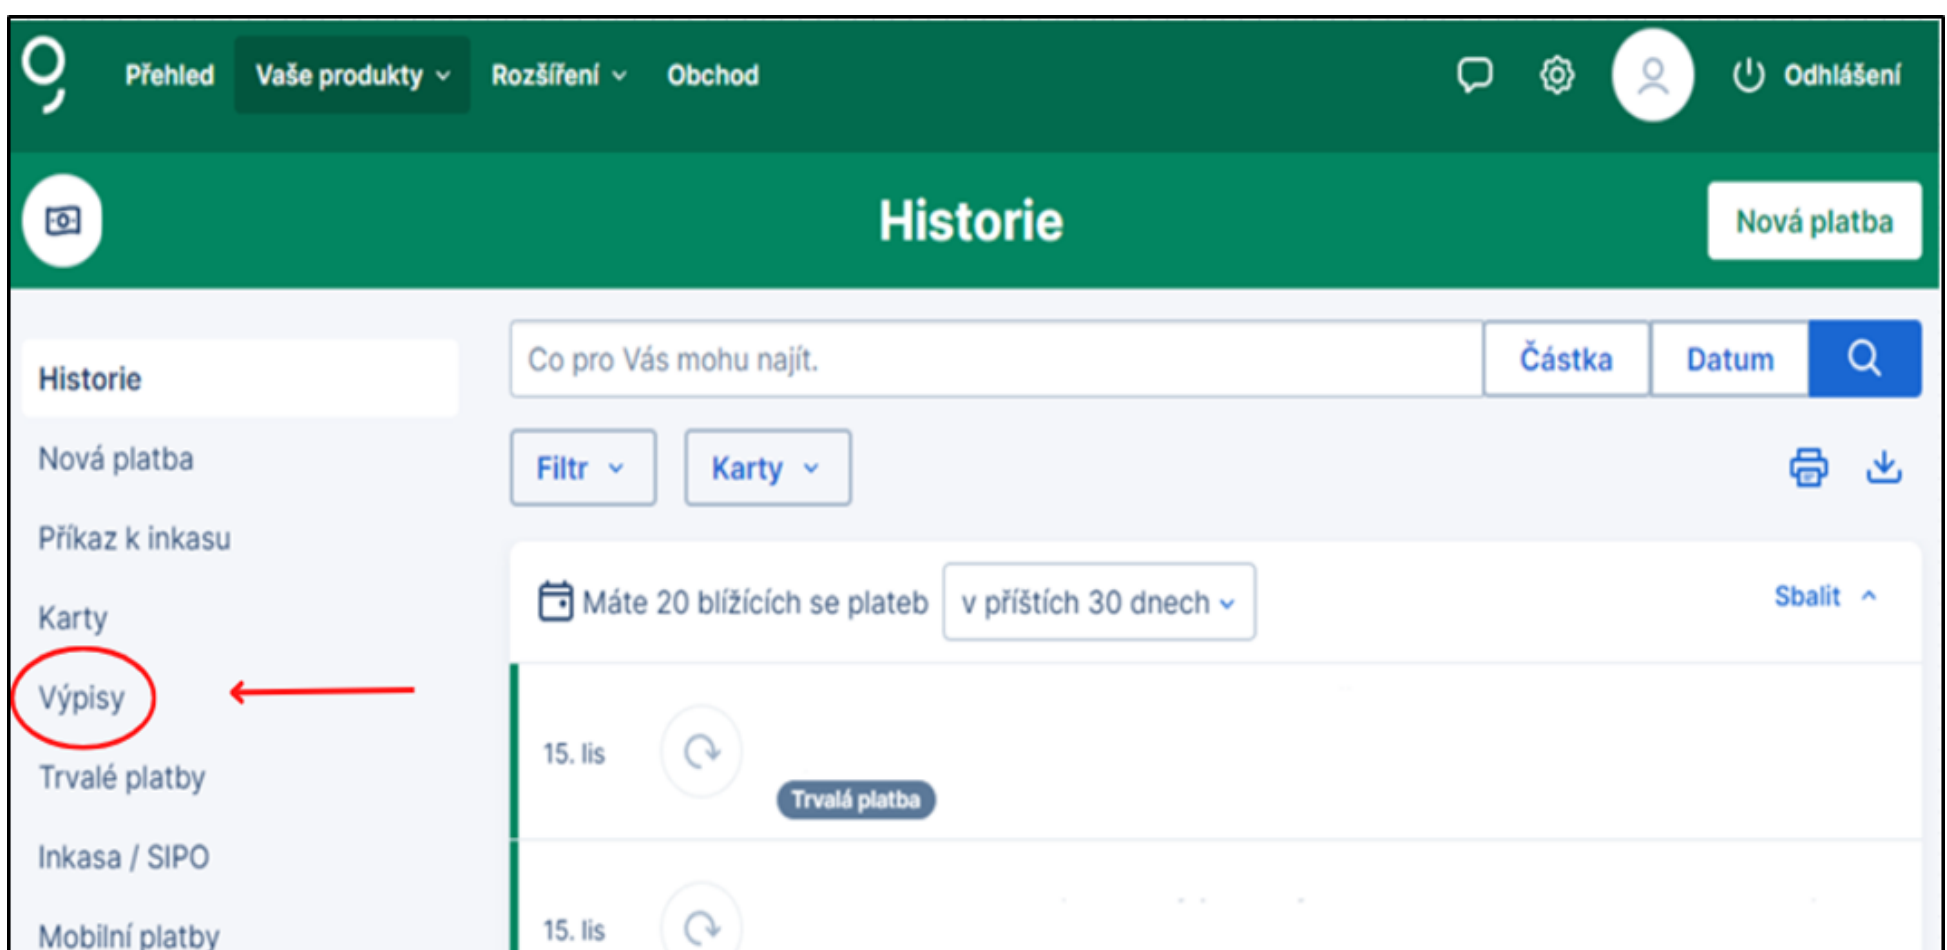 Přehled Vaše produkty Rozšíření Obchod Odhlášení
Historie Nová platba
Historie
Nová platba
Příkaz k inkasu
Karty
Výpisy
Trvalé platby
Inkasa / SIPO
Mobilní platby
Co pro Vás mohu najít. Částka Datum
Filtr Karty
Máte 20 blížících se plateb v příštích 30 dnech Sbalit
15. lis
Trvalá platba
15. lis